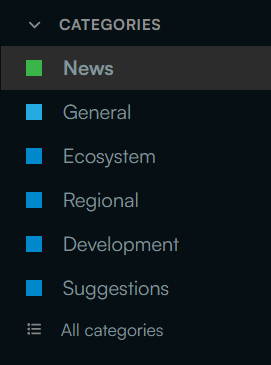 CATEGORIES
News
General
Ecosystem
Regional
Development
Suggestions
All categories